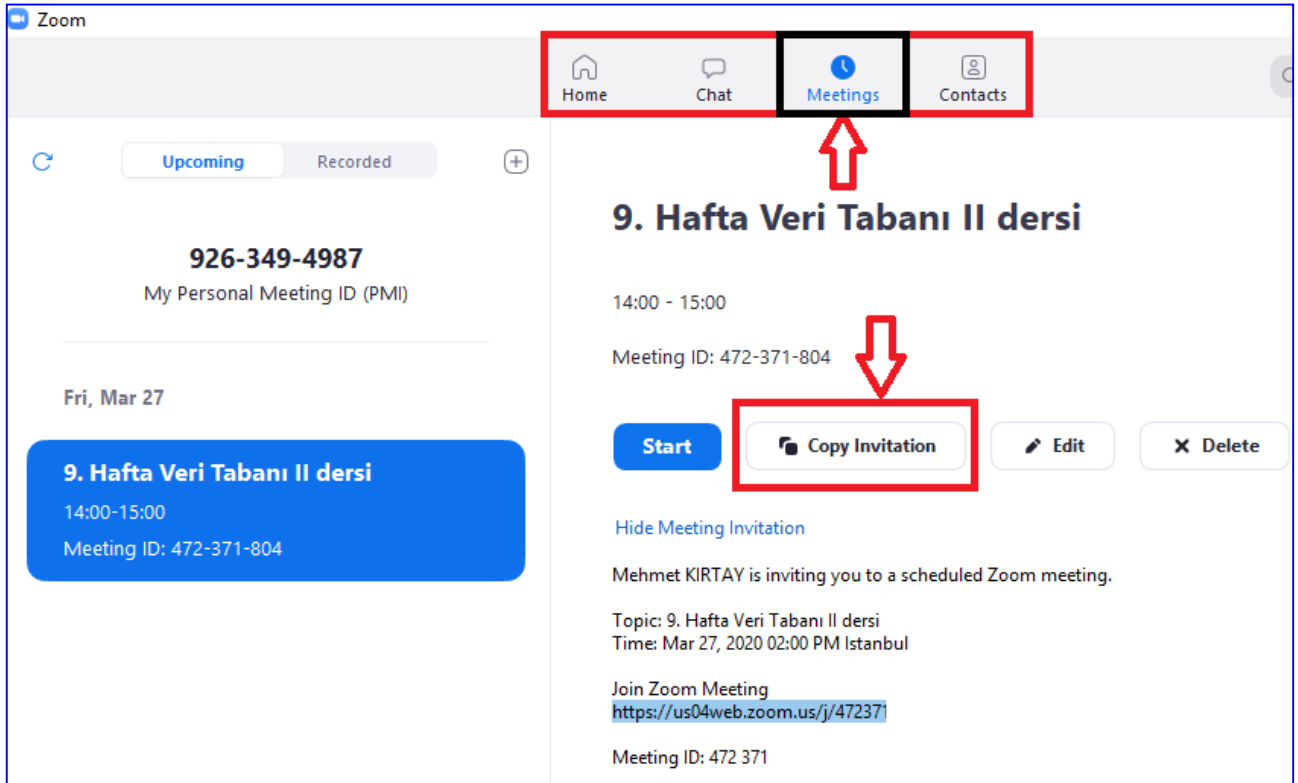 Zoom
Home Chat Meetings Contacts
Upcoming Recorded
926-349-4987
My Personal Meeting ID (PMI)
Fri, Mar 27
9. Hafta Veri Tabanı II dersi
14:00-15:00
Meeting ID: 472-371-804
9. Hafta Veri Tabanı II dersi
14:00 - 15:00
Meeting ID: 472-371-804
Start Copy Invitation Edit Delete
Hide Meeting Invitation
Mehmet KIRTAY is inviting you to a scheduled Zoom meeting.
Topic: 9. Hafta Veri Tabanı II dersi
Time: Mar 27, 2020 02:00 PM Istanbul
Join Zoom Meeting
https://us04web.zoom.us/j/472371
Meeting ID: 472 371